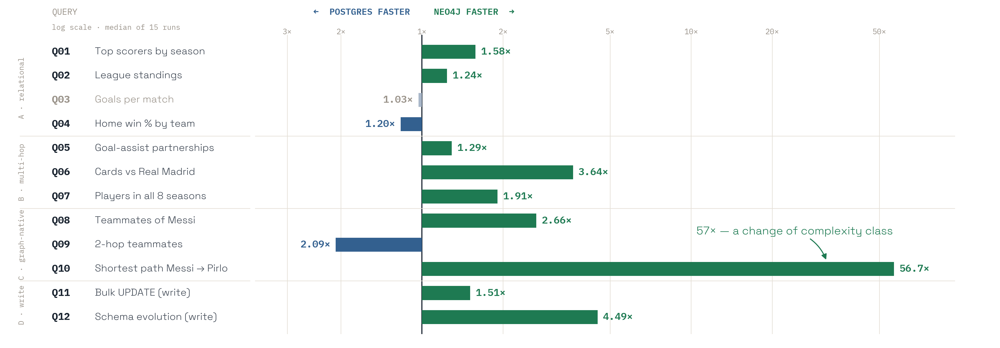 QUERY
← POSTGRES FASTER NEO4J FASTER →
log scale · median of 15 runs
3× 2× 1× 2× 5× 10× 20× 50×
A · relational
Q01 Top scorers by season 1.58×
Q02 League standings 1.24×
Q03 Goals per match 1.03×
Q04 Home win % by team 1.20×
B · multi-hop
Q05 Goal-assist partnerships 1.29×
Q06 Cards vs Real Madrid 3.64×
Q07 Players in all 8 seasons 1.91×
C · graph-native
Q08 Teammates of Messi 2.66×
57× — a change of complexity class
Q09 2-hop teammates 2.09×
Q10 Shortest path Messi → Pirlo 56.7×
D · write
Q11 Bulk UPDATE (write) 1.51×
Q12 Schema evolution (write) 4.49×